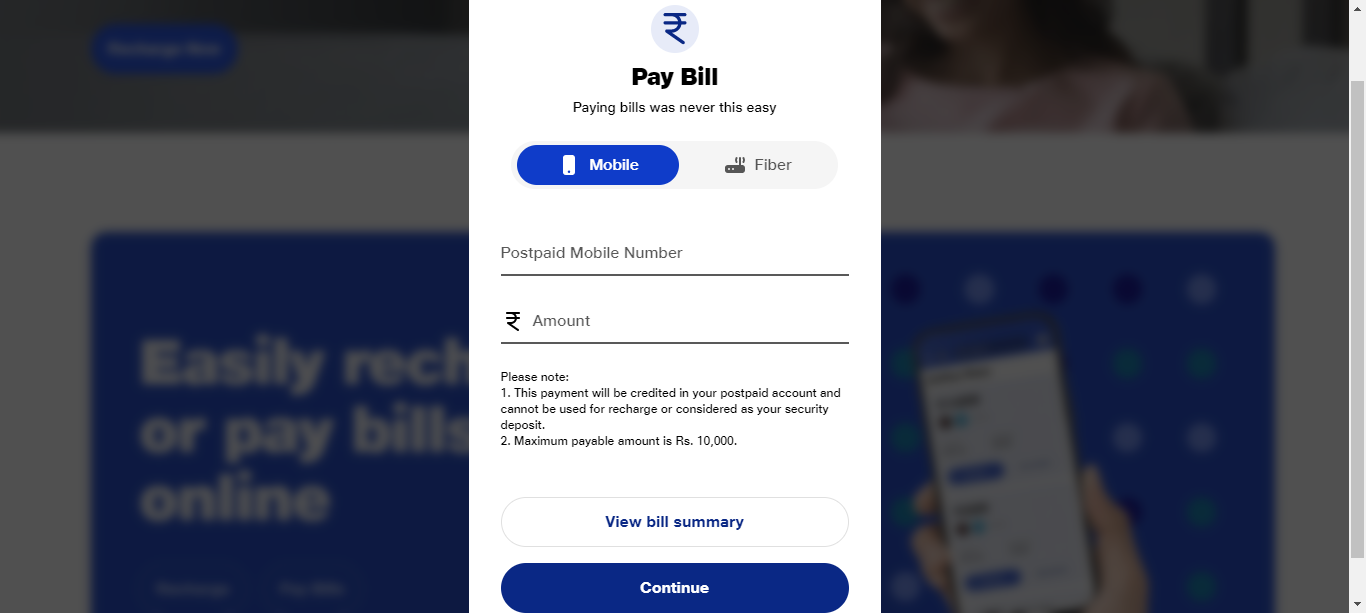 Recharge Now
₹
Pay Bill
Paying bills was never this easy
Mobile
Fiber
Postpaid Mobile Number
₹ Amount
Please note:
1. This payment will be credited in your postpaid account and
cannot be used for recharge or considered as your security
deposit.
2. Maximum payable amount is Rs. 10,000.
View bill summary
Continue
Easily rech
or pay bills
online
Recharge
Pay Bills